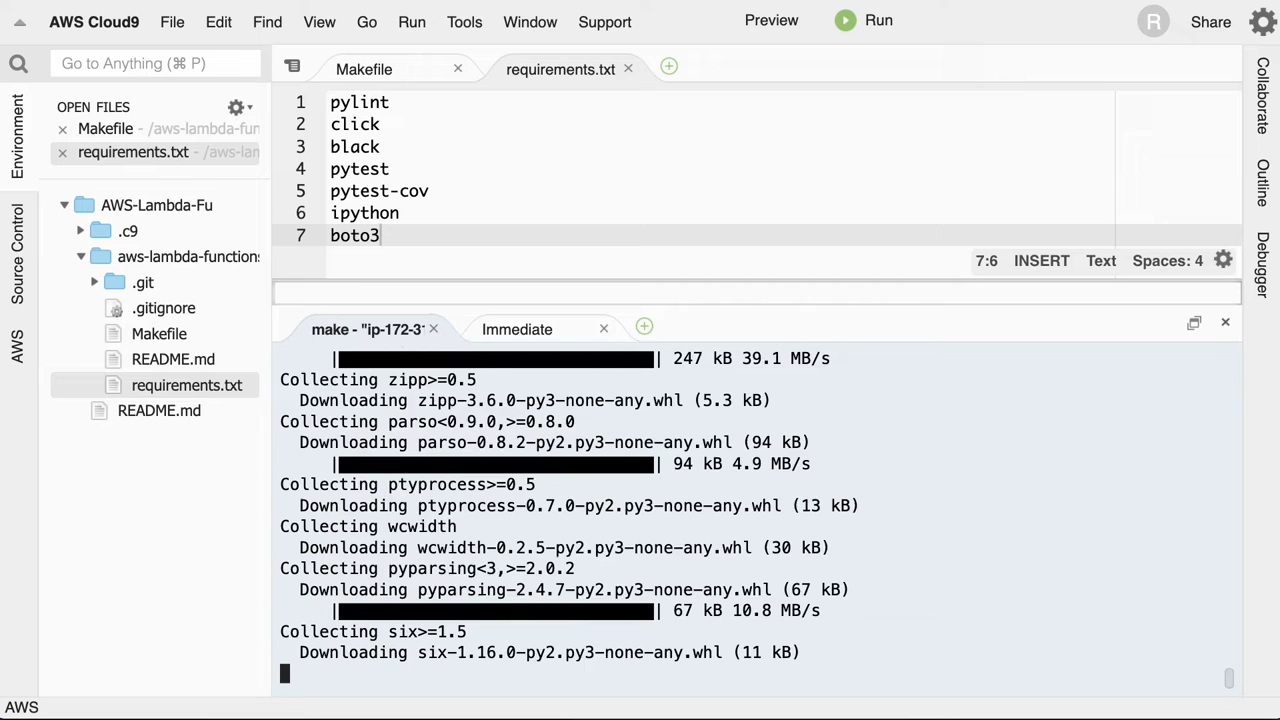 AWS Cloud9 File Edit Find View Go Run Tools Window Support Preview Run R Share
Go to Anything (⌘ P)
Makefile
requirements.txt
Environment
Source Control
AWS
OPEN FILES
Makefile - /aws-lambda-fun
requirements.txt - /aws-lam
AWS-Lambda-Fu
.c9
aws-lambda-functions
.git
.gitignore
Makefile
README.md
requirements.txt
README.md
1 pylint
2 click
3 black
4 pytest
5 pytest-cov
6 ipython
7 boto3
7:6 INSERT Text Spaces: 4
make - "ip-172-31
Immediate
| 247 kB 39.1 MB/s
Collecting zipp>=0.5
Downloading zipp-3.6.0-py3-none-any.whl (5.3 kB)
Collecting parso<0.9.0,>=0.8.0
Downloading parso-0.8.2-py2.py3-none-any.whl (94 kB)
| | 94 kB 4.9 MB/s
Collecting ptyprocess>=0.5
Downloading ptyprocess-0.7.0-py2.py3-none-any.whl (13 kB)
Collecting wcwidth
Downloading wcwidth-0.2.5-py2.py3-none-any.whl (30 kB)
Collecting pyparsing<3,>=2.0.2
Downloading pyparsing-2.4.7-py2.py3-none-any.whl (67 kB)
| | 67 kB 10.8 MB/s
Collecting six>=1.5
Downloading six-1.16.0-py2.py3-none-any.whl (11 kB)
Collaborate
Outline
Debugger
AWS